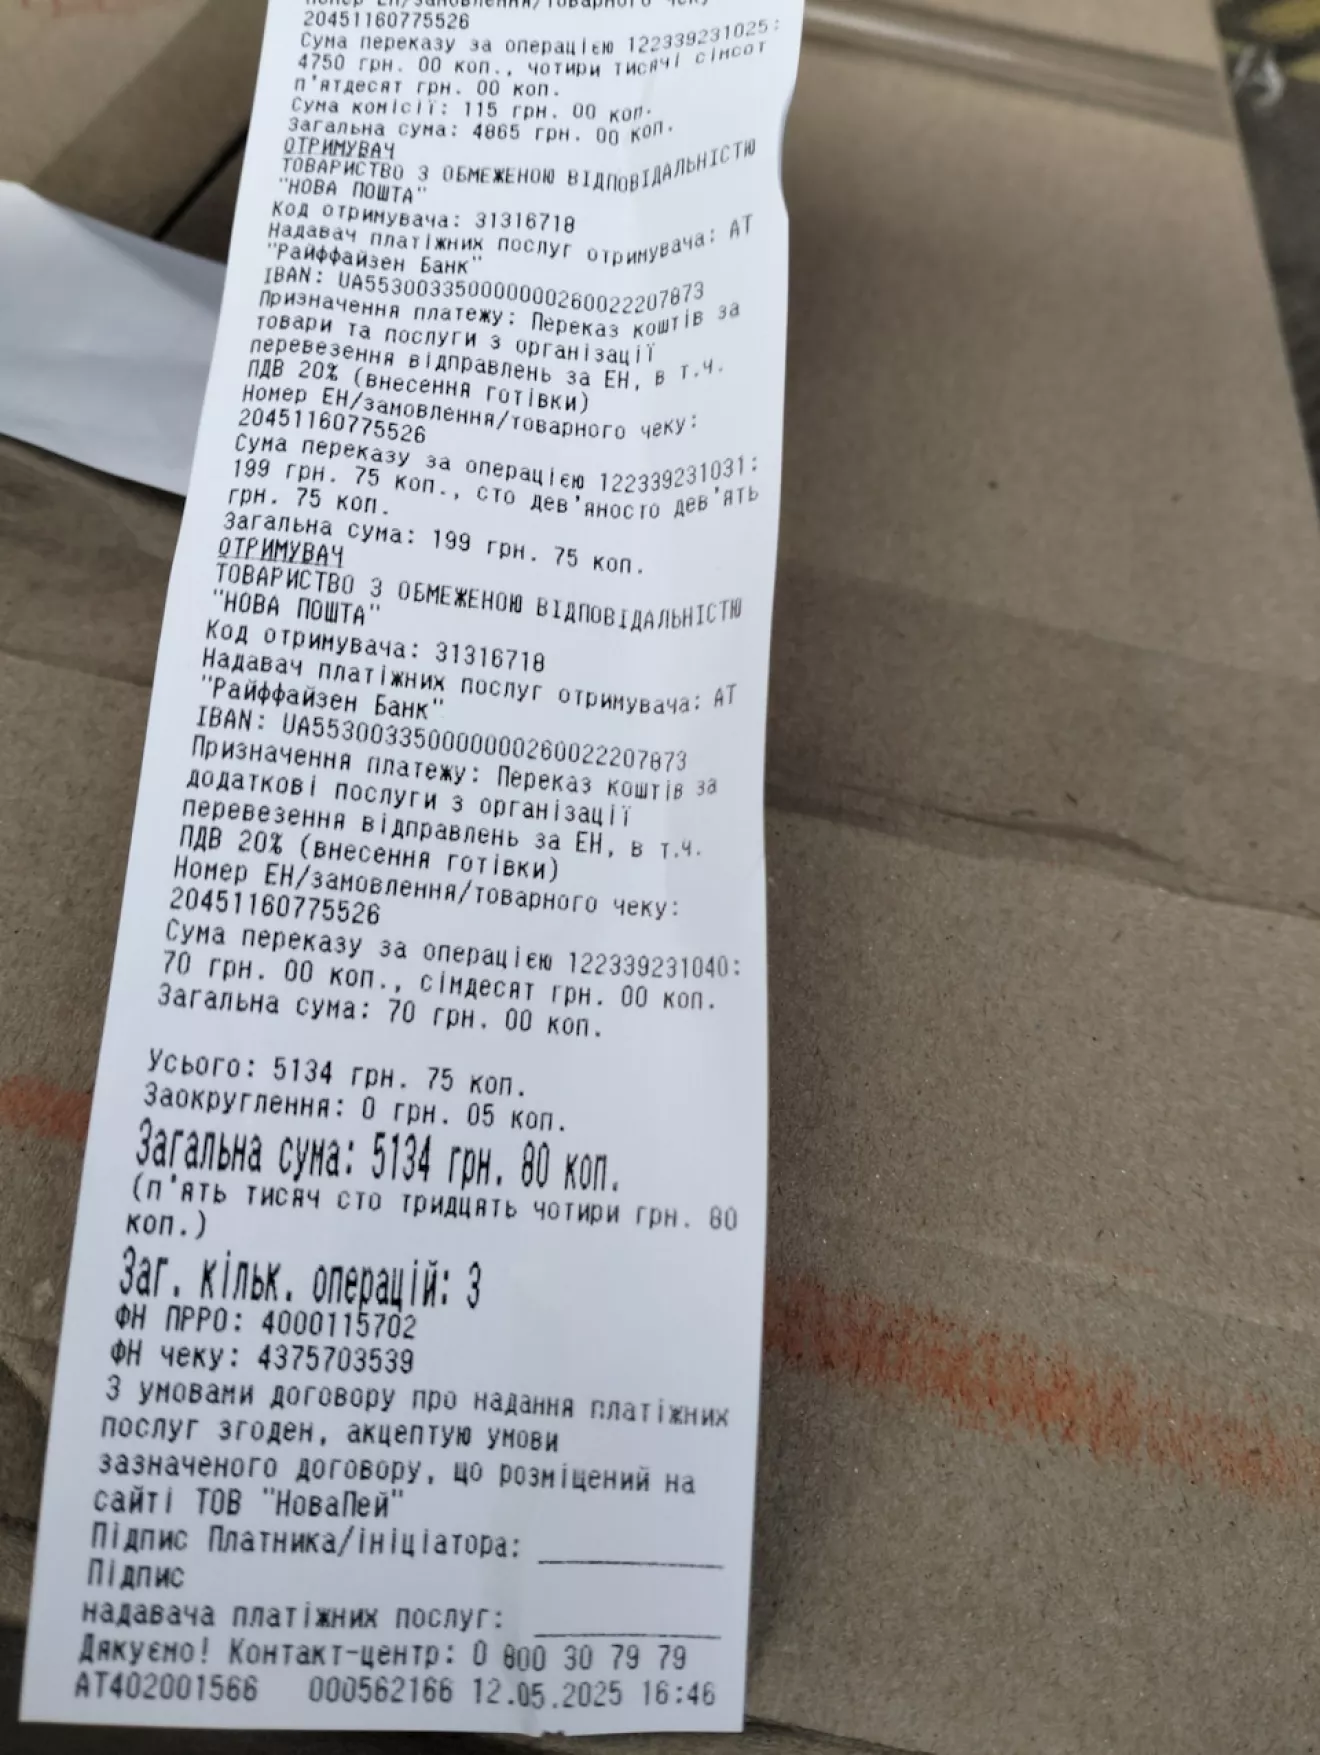 Номер ЕН/замовлення/товарного чеку
20451160775526
Сума переказу за операцією 122339231025:
4750 грн. 00 коп., чотири тисячі сімсот
п'ятдесят грн. 00 коп.
Сума комісії: 115 грн. 00 коп.
Загальна сума: 4865 грн. 00 коп.
ОТРИМУВАЧ
ТОВАРИСТВО З ОБМЕЖЕНОЮ ВІДПОВІДАЛЬНІСТЮ
"НОВА ПОШТА"
Код отримувача: 31316718
Надавач платіжних послуг отримувача: АТ
"Райффайзен Банк"
IBAN: UA553003350000000260022207873
Призначення платежу: Переказ коштів за
товари та послуги з організації
перевезення відправлень за ЕН, в т.ч.
ПДВ 20% (внесення готівки)
Номер ЕН/замовлення/товарного чеку:
20451160775526
Сума переказу за операцією 122339231031:
199 грн. 75 коп., сто дев'яносто дев'ять
грн. 75 коп.
Загальна сума: 199 грн. 75 коп.
ОТРИМУВАЧ
ТОВАРИСТВО З ОБМЕЖЕНОЮ ВІДПОВІДАЛЬНІСТЮ
"НОВА ПОШТА"
Код отримувача: 31316718
Надавач платіжних послуг отримувача: АТ
"Райффайзен Банк"
IBAN: UA553003350000000260022207873
Призначення платежу: Переказ коштів за
додаткові послуги з організації
перевезення відправлень за ЕН, в т.ч.
ПДВ 20% (внесення готівки)
Номер ЕН/замовлення/товарного чеку:
20451160775526
Сума переказу за операцією 122339231040:
70 грн. 00 коп., сімдесят грн. 00 коп.
Загальна сума: 70 грн. 00 коп.
Усього: 5134 грн. 75 коп.
Заокруглення: 0 грн. 05 коп.
Загальна сума: 5134 грн. 80 коп.
(п'ять тисяч сто тридцять чотири грн. 80
коп.)
Заг. кільк. операцій: 3
ФН ПРРО: 4000115702
ФН чеку: 4375703539
З умовами договору про надання платіжних
послуг згоден, акцептую умови
зазначеного договору, що розміщений на
сайті ТОВ "НоваПей"
Підпис Платника/ініціатора:
Підпис
надавача платіжних послуг:
Дякуємо! Контакт-центр: 0 800 30 79 79
АТ402001566 000562166 12.05.2025 16:46